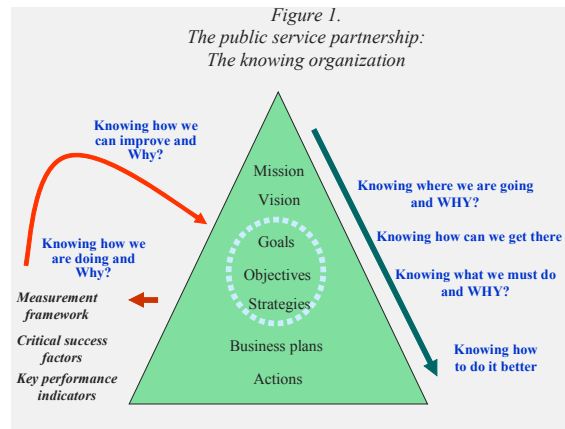 Figure 1.
The public service partnership:
The knowing organization
Knowing how we
can improve and
Why?
Knowing how we
are doing and
Why?
Measurement
framework
Critical success
factors
Key performance
indicators
Mission
Vision
Goals
Objectives
Strategies
Business plans
Actions
Knowing where we are going
and WHY?
Knowing how can we get there
Knowing what we must do
and WHY?
Knowing how
to do it better